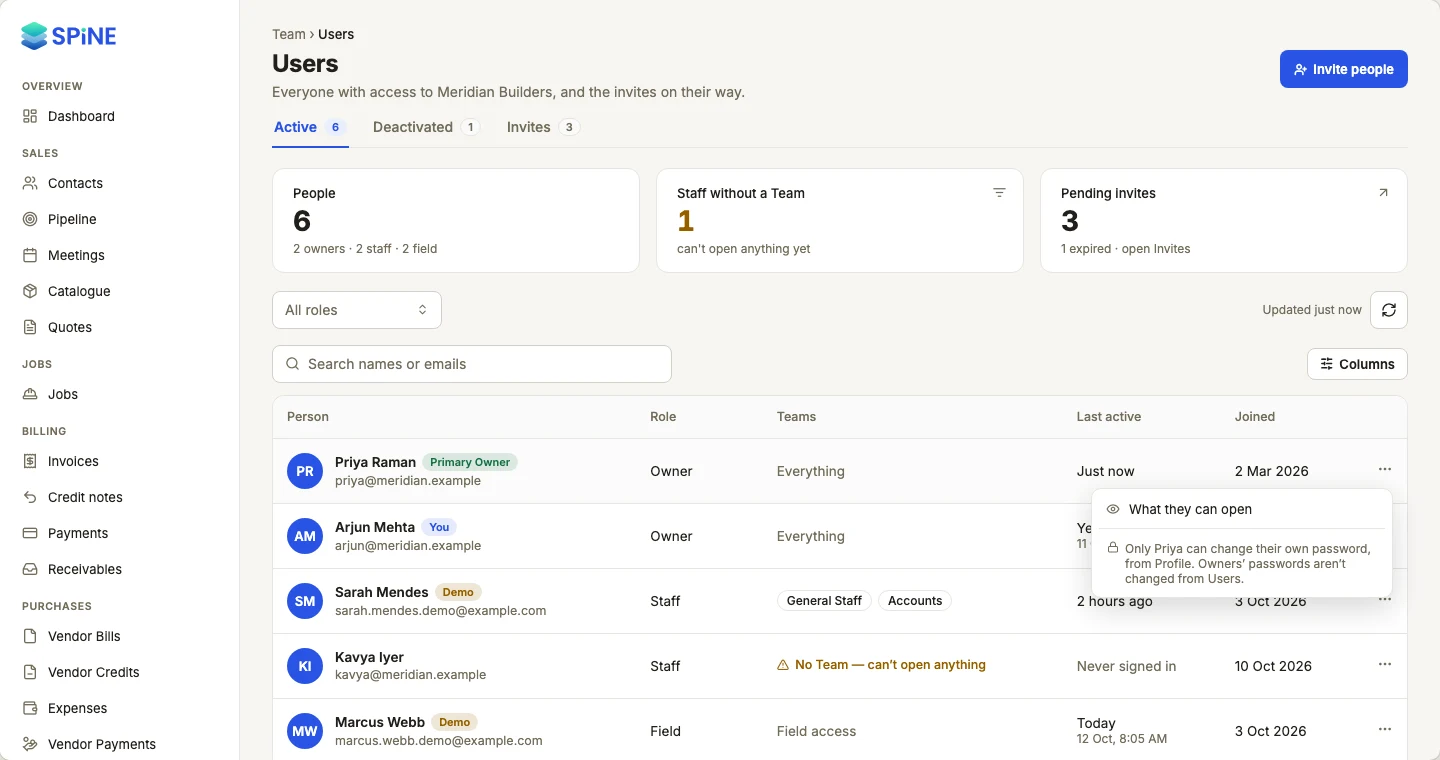 SPiNE
OVERVIEW
Dashboard
SALES
Contacts
Pipeline
Meetings
Catalogue
Quotes
JOBS
Jobs
BILLING
Invoices
Credit notes
Payments
Receivables
PURCHASES
Vendor Bills
Vendor Credits
Expenses
Vendor Payments
Team › Users
Users
Everyone with access to Meridian Builders, and the invites on their way.
Invite people
Active 6 Deactivated 1 Invites 3
People
6
2 owners · 2 staff · 2 field
Staff without a Team
1
can't open anything yet
Pending invites
3
1 expired · open Invites
All roles
Updated just now
Search names or emails
Columns
Person Role Teams Last active Joined
PR Priya Raman Primary Owner
priya@meridian.example
Owner Everything Just now 2 Mar 2026
What they can open
Only Priya can change their own password,
from Profile. Owners’ passwords aren’t
changed from Users.
AM Arjun Mehta You
arjun@meridian.example
Owner Everything Ye
11
SM Sarah Mendes Demo
sarah.mendes.demo@example.com
Staff General Staff Accounts 2 hours ago 3 Oct 2026
KI Kavya Iyer
kavya@meridian.example
Staff No Team — can’t open anything Never signed in 10 Oct 2026
MW Marcus Webb Demo
marcus.webb.demo@example.com
Field Field access Today
12 Oct, 8:05 AM
3 Oct 2026